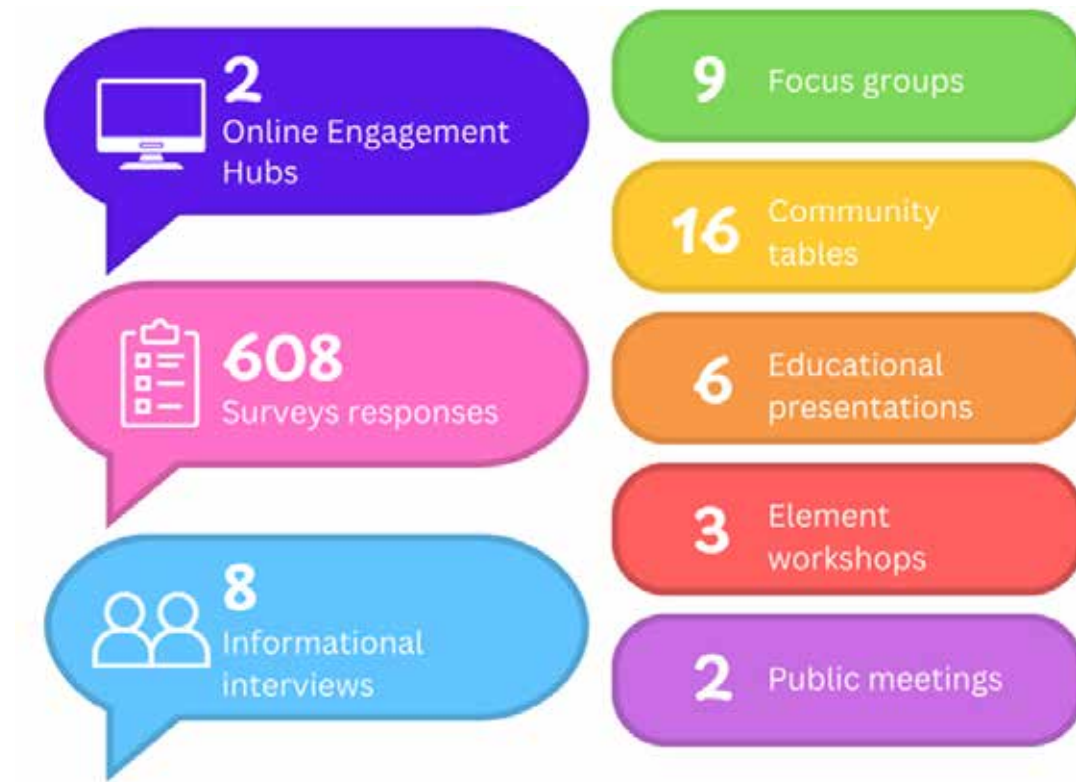 2
Online Engagement
Hubs
608
Surveys responses
8
Informational
interviews
9 Focus groups
16 Community
tables
6 Educational
presentations
3 Element
workshops
2 Public meetings